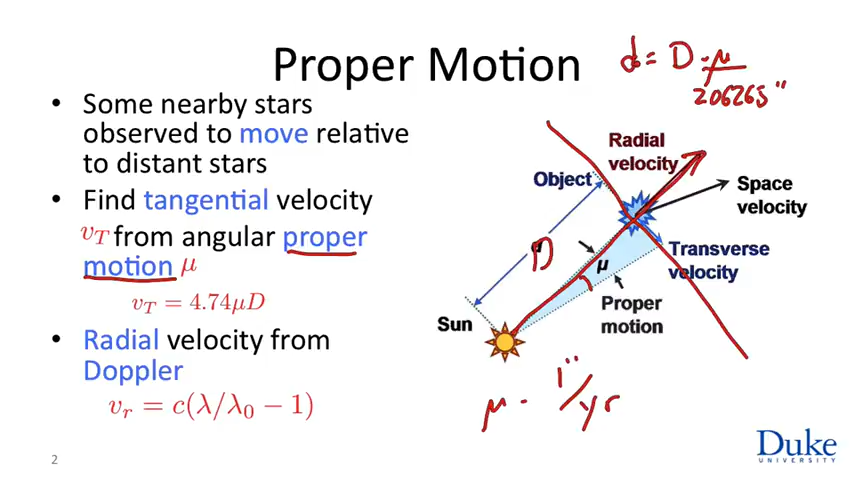 Proper Motion
d = D · μ / 206265"
• Some nearby stars
observed to move relative
to distant stars
• Find tangential velocity
v_T from angular proper
motion μ
v_T = 4.74μD
• Radial velocity from
Doppler
v_r = c(λ/λ_0 − 1)
Radial
velocity
Object
Space
velocity
D
μ
Transverse
velocity
Proper
motion
Sun
μ - 1"/yr
2
Duke
UNIVERSITY